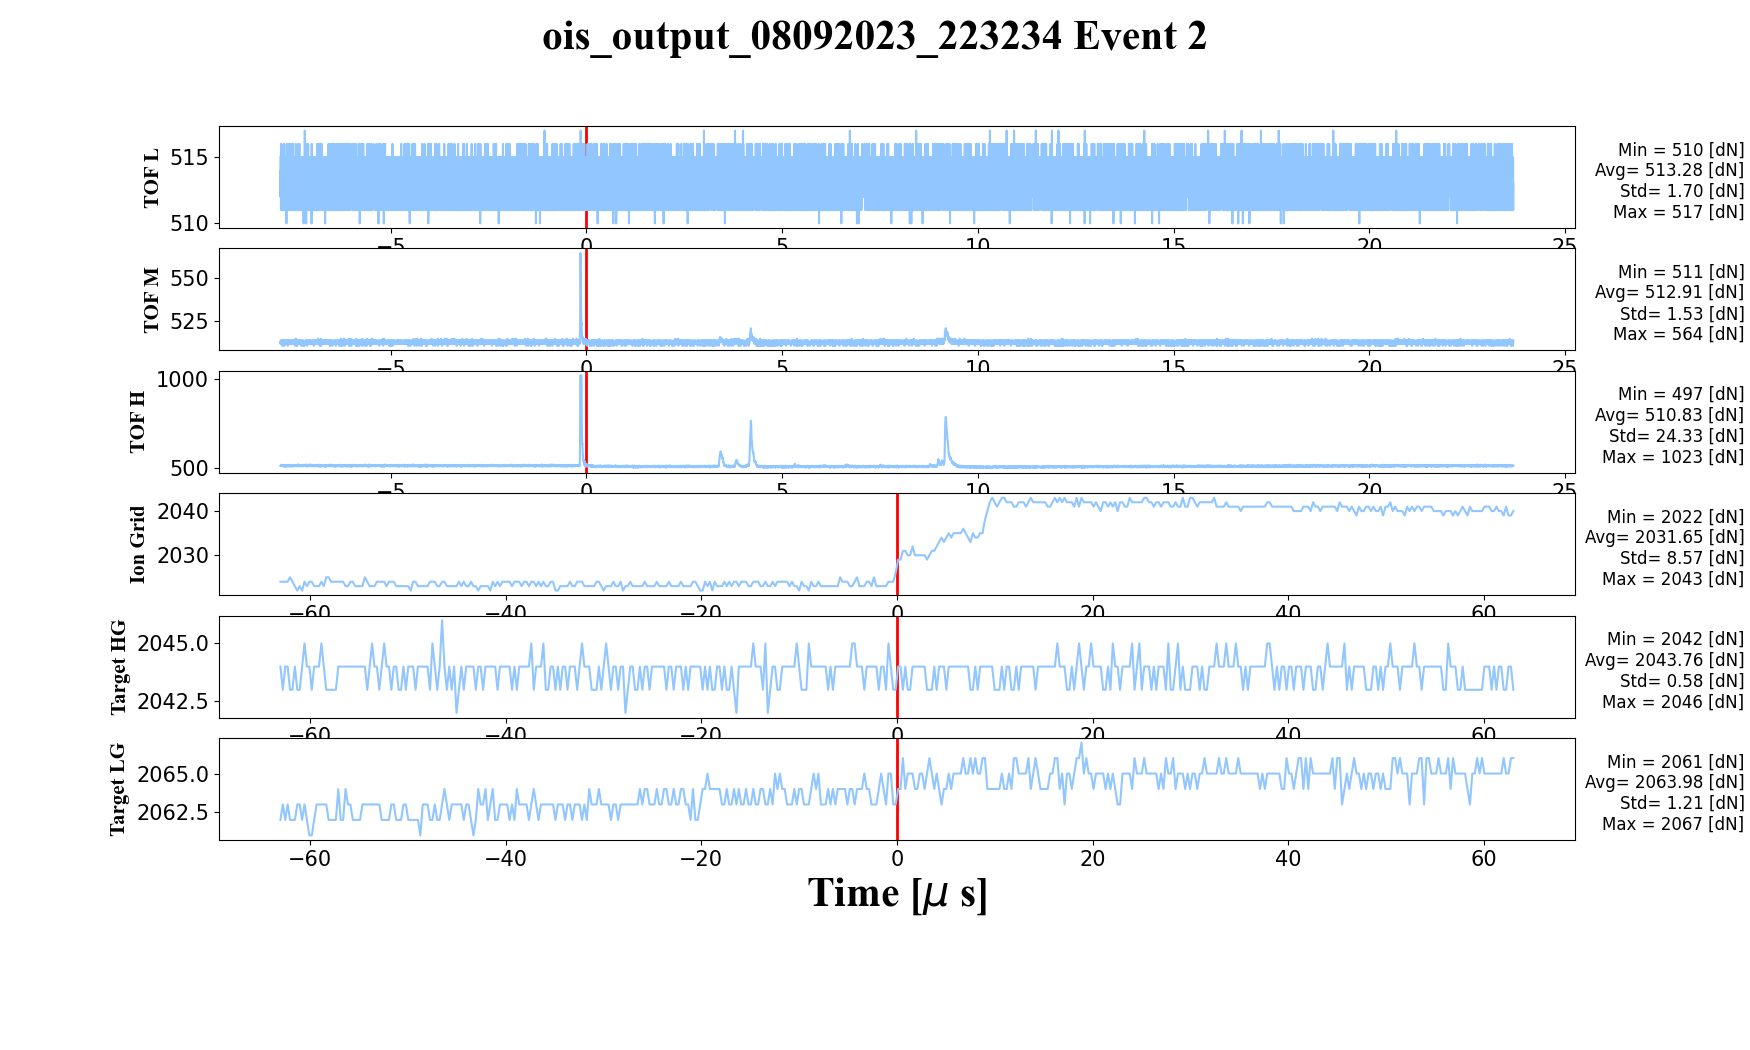 ois_output_08092023_223234 Event 2
TOF L
515
510
−5
0
5
10
15
20
25
Min = 510 [dN]
Avg= 513.28 [dN]
Std= 1.70 [dN]
Max = 517 [dN]
TOF M
550
525
−5
0
5
10
15
20
25
Min = 511 [dN]
Avg= 512.91 [dN]
Std= 1.53 [dN]
Max = 564 [dN]
TOF H
1000
500
−5
0
5
10
15
20
25
Min = 497 [dN]
Avg= 510.83 [dN]
Std= 24.33 [dN]
Max = 1023 [dN]
Ion Grid
2040
2030
−60
−40
−20
0
20
40
60
Min = 2022 [dN]
Avg= 2031.65 [dN]
Std= 8.57 [dN]
Max = 2043 [dN]
Target HG
2045.0
2042.5
−60
−40
−20
0
20
40
60
Min = 2042 [dN]
Avg= 2043.76 [dN]
Std= 0.58 [dN]
Max = 2046 [dN]
Target LG
2065.0
2062.5
−60
−40
−20
0
20
40
60
Min = 2061 [dN]
Avg= 2063.98 [dN]
Std= 1.21 [dN]
Max = 2067 [dN]
Time [μ s]